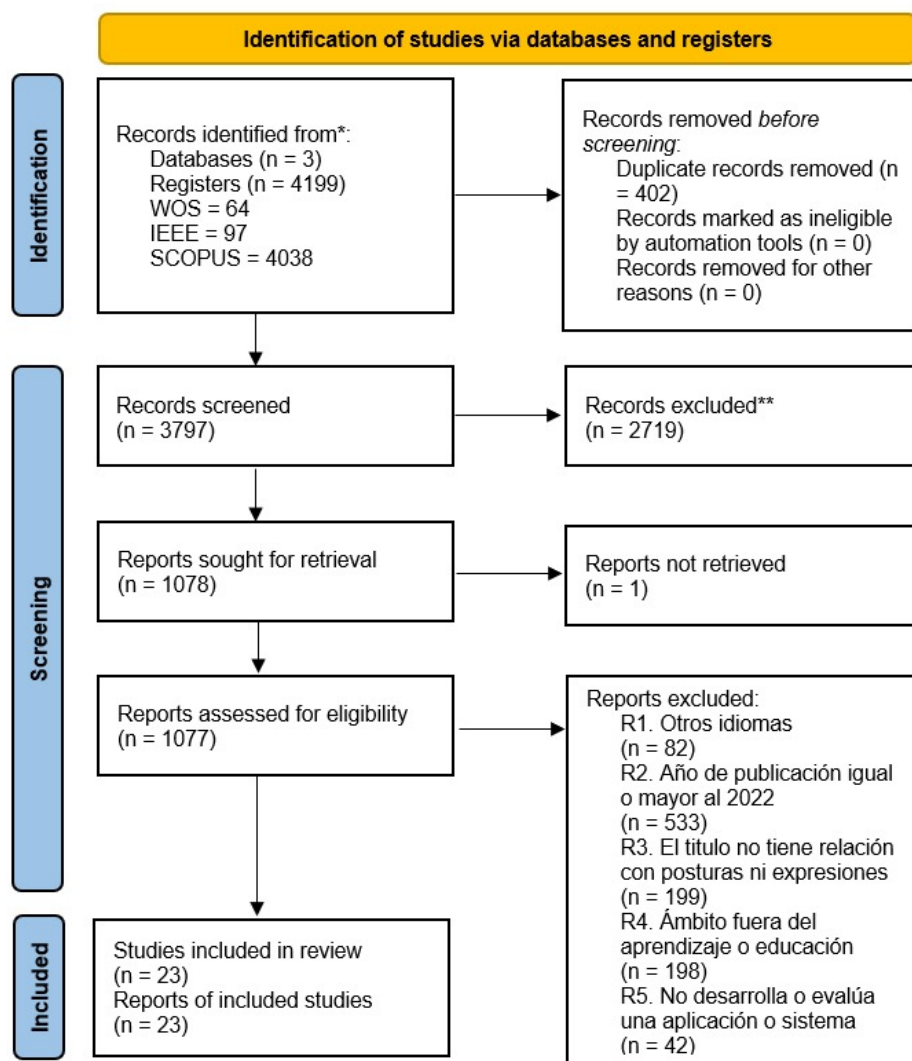 Identification of studies via databases and registers
Identification
Records identified from*:
Databases (n = 3)
Registers (n = 4199)
WOS = 64
IEEE = 97
SCOPUS = 4038
Records removed before
screening:
Duplicate records removed (n
= 402)
Records marked as ineligible
by automation tools (n = 0)
Records removed for other
reasons (n = 0)
Screening
Records screened
(n = 3797)
Records excluded**
(n = 2719)
Reports sought for retrieval
(n = 1078)
Reports not retrieved
(n = 1)
Reports assessed for eligibility
(n = 1077)
Reports excluded:
R1. Otros idiomas
(n = 82)
R2. Año de publicación igual
o mayor al 2022
(n = 533)
R3. El titulo no tiene relación
con posturas ni expresiones
(n = 199)
R4. Ámbito fuera del
aprendizaje o educación
(n = 198)
R5. No desarrolla o evalúa
una aplicación o sistema
(n = 42)
Included
Studies included in review
(n = 23)
Reports of included studies
(n = 23)